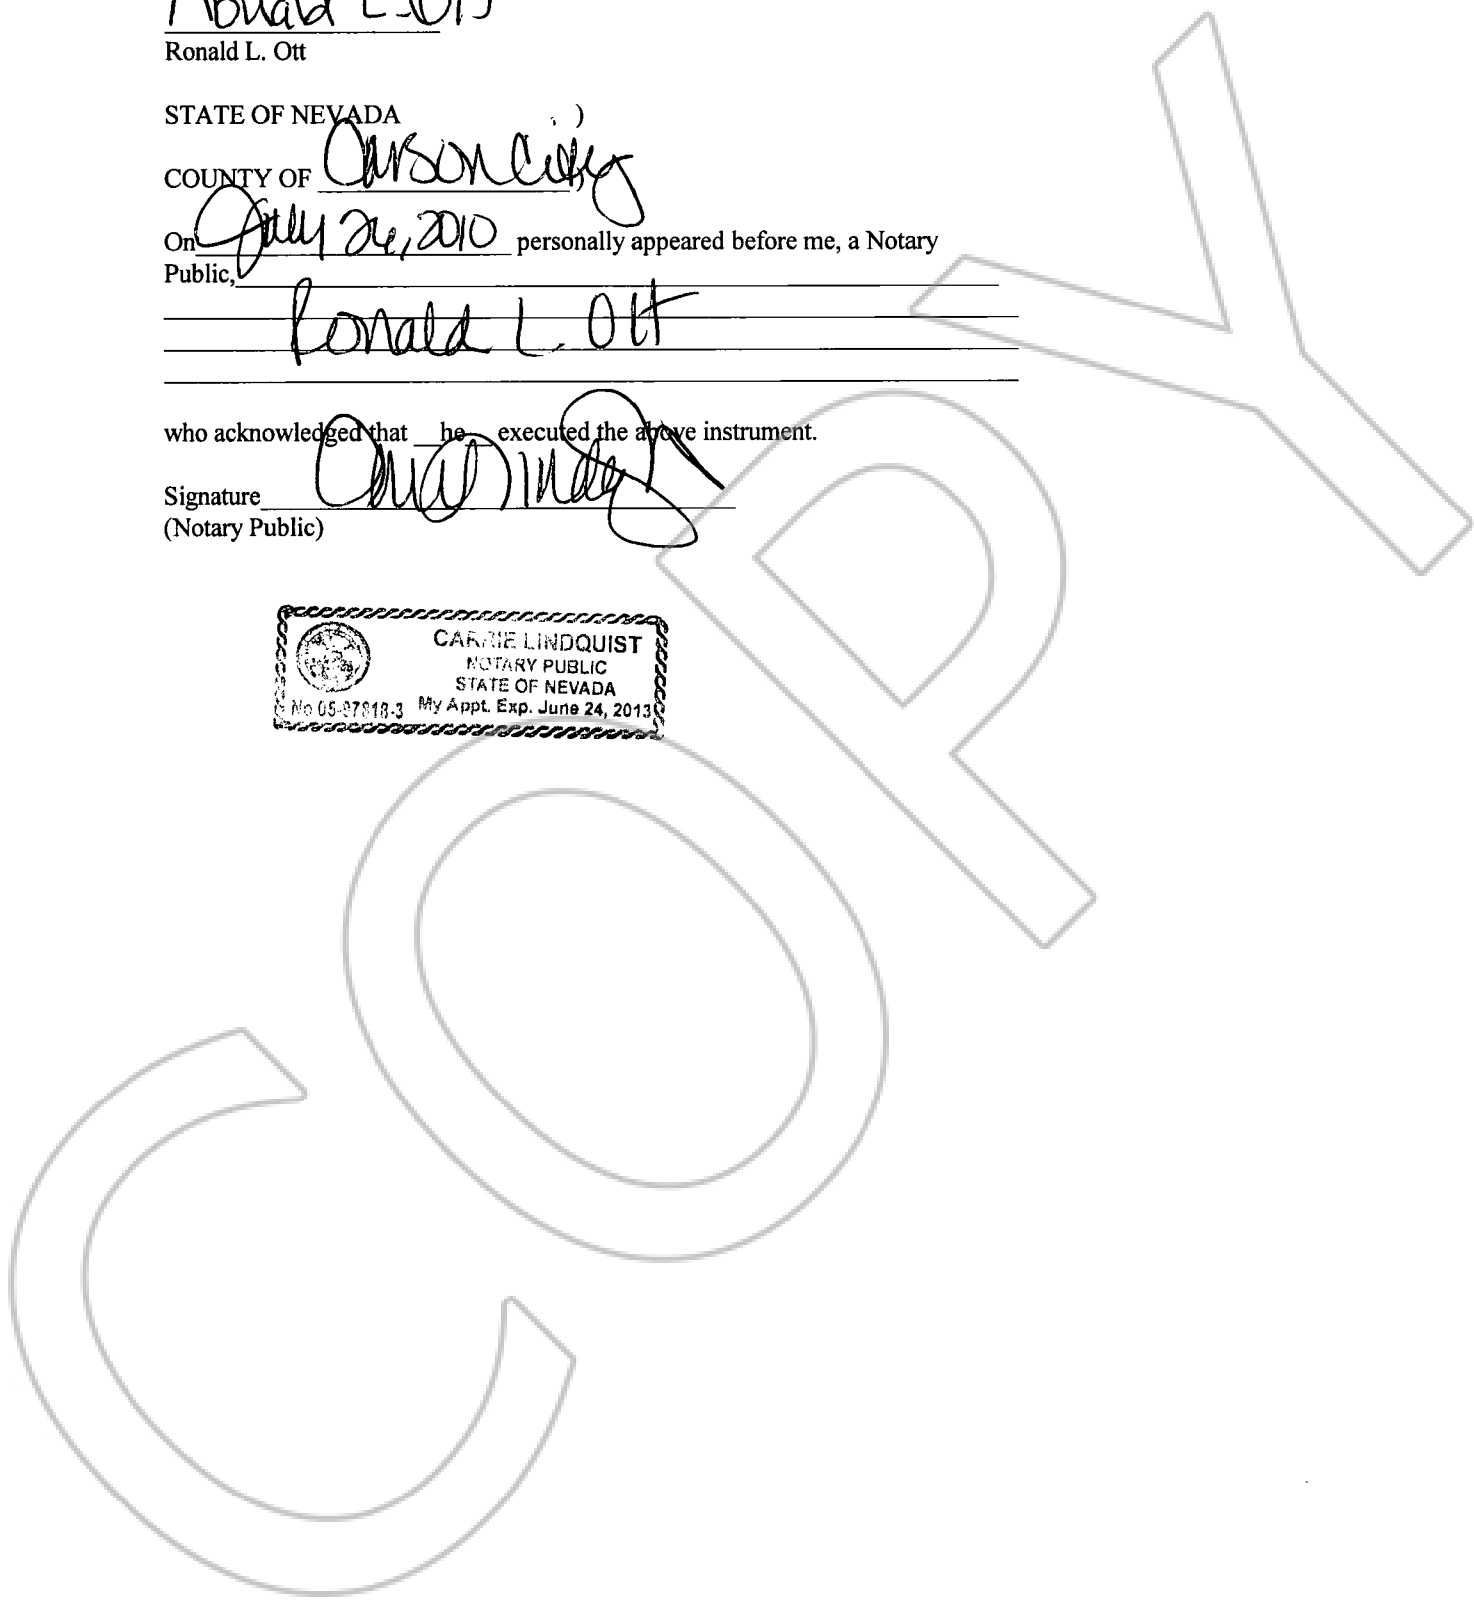 Ronald L. Ott
Ronald L. Ott
STATE OF NEVADA )
COUNTY OF Carson City )
On July 26, 2010 personally appeared before me, a Notary
Public,
Ronald L. Ott
who acknowledged that __he__ executed the above instrument.
Signature
(Notary Public)
CARRIE LINDQUIST
NOTARY PUBLIC
STATE OF NEVADA
No 05-97818-3 My Appt. Exp. June 24, 2013
COPY